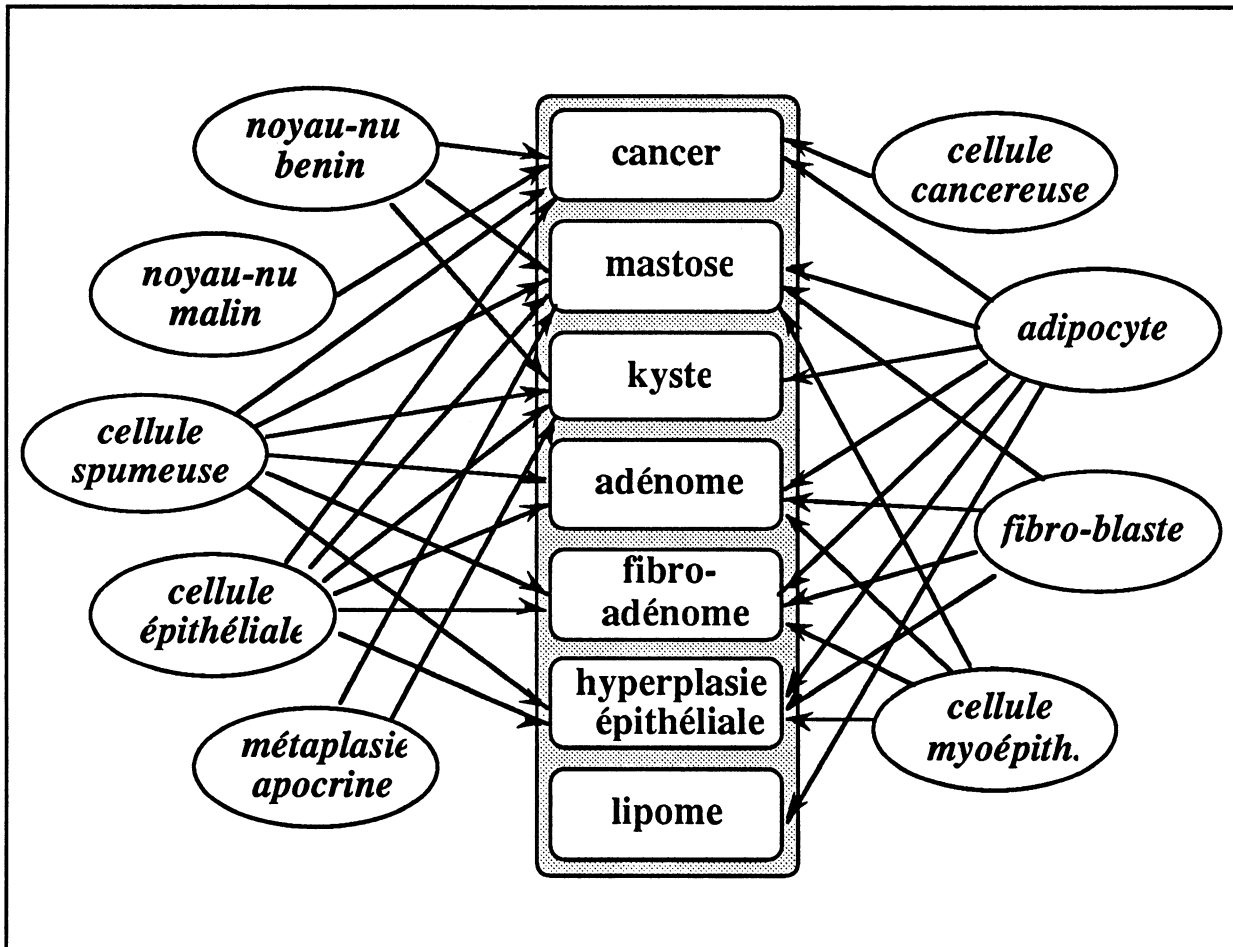 noyau-nu
benin
noyau-nu
malin
cellule
spumeuse
cellule
épithéliale
métaplasie
apocrine
cancer
mastose
kyste
adénome
fibro-
adénome
hyperplasie
épithéliale
lipome
cellule
cancereuse
adipocyte
fibro-blaste
cellule
myoépith.